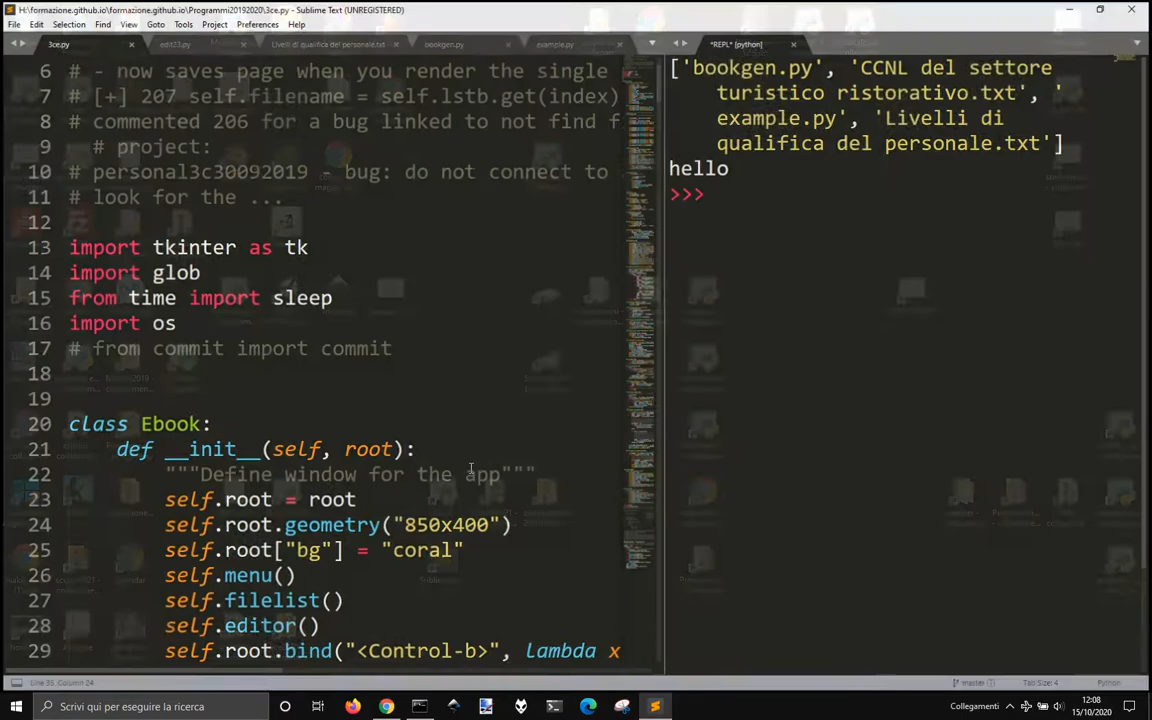 H:\formazione.github.io\formazione.github.io\Programmi20192020\3ce.py - Sublime Text (UNREGISTERED)
File Edit Selection Find View Goto Tools Project Preferences Help
3ce.py
edit23.py
Livelli di qualifica del personale.txt
bookgen.py
example.py
*REPL* [python]
6 # - now saves page when you render the single
7 # [+] 207 self.filename = self.lstb.get(index)
8 # commented 206 for a bug linked to not find f
9 # project:
10 # personal3c30092019 - bug: do not connect to
11 # look for the ...
12
13 import tkinter as tk
14 import glob
15 from time import sleep
16 import os
17 # from commit import commit
18
19
20 class Ebook:
21 def __init__(self, root):
22 """Define window for the app"""
23 self.root = root
24 self.root.geometry("850x400")
25 self.root["bg"] = "coral"
26 self.menu()
27 self.filelist()
28 self.editor()
29 self.root.bind("<Control-b>", lambda x
['bookgen.py', 'CCNL del settore
turistico ristorativo.txt', '
example.py', 'Livelli di
qualifica del personale.txt']
hello
>>>
Line 35, Column 24
master
Tab Size: 4
Python
Scrivi qui per eseguire la ricerca
Collegamenti
12:08
15/10/2020